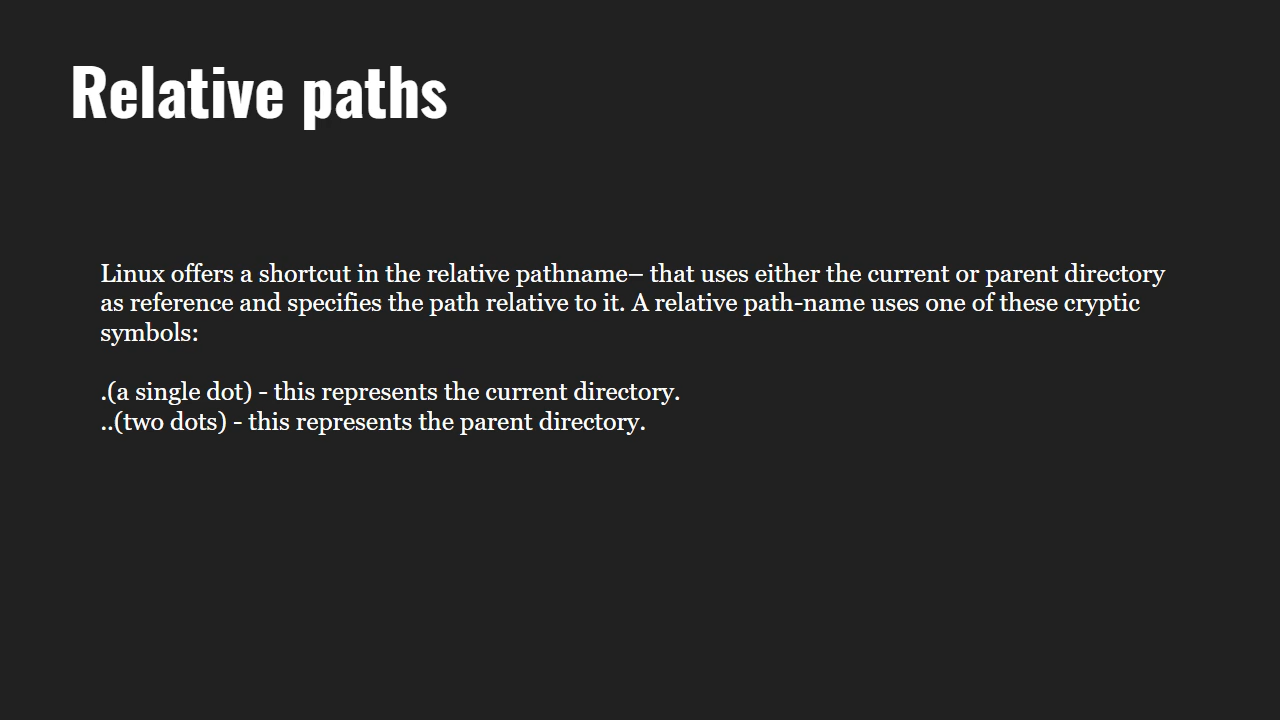 Relative paths
Linux offers a shortcut in the relative pathname– that uses either the current or parent directory
as reference and specifies the path relative to it. A relative path-name uses one of these cryptic
symbols:
.(a single dot) - this represents the current directory.
..(two dots) - this represents the parent directory.